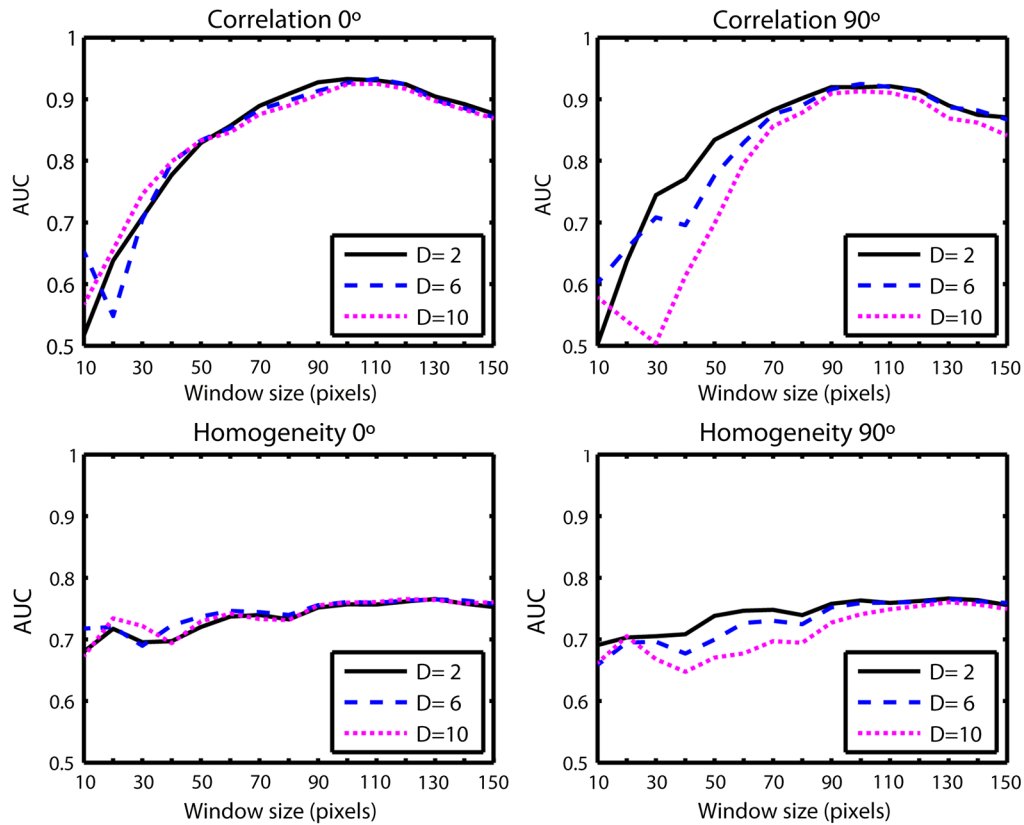 Correlation 0º
1
0.9
0.8
0.7
0.6
0.5
AUC
D= 2
D= 6
D=10
10 30 50 70 90 110 130 150
Window size (pixels)
Correlation 90º
1
0.9
0.8
0.7
0.6
0.5
AUC
D= 2
D= 6
D=10
10 30 50 70 90 110 130 150
Window size (pixels)
Homogeneity 0º
1
0.9
0.8
0.7
0.6
0.5
AUC
D= 2
D= 6
D=10
10 30 50 70 90 110 130 150
Window size (pixels)
Homogeneity 90º
1
0.9
0.8
0.7
0.6
0.5
AUC
D= 2
D= 6
D=10
10 30 50 70 90 110 130 150
Window size (pixels)